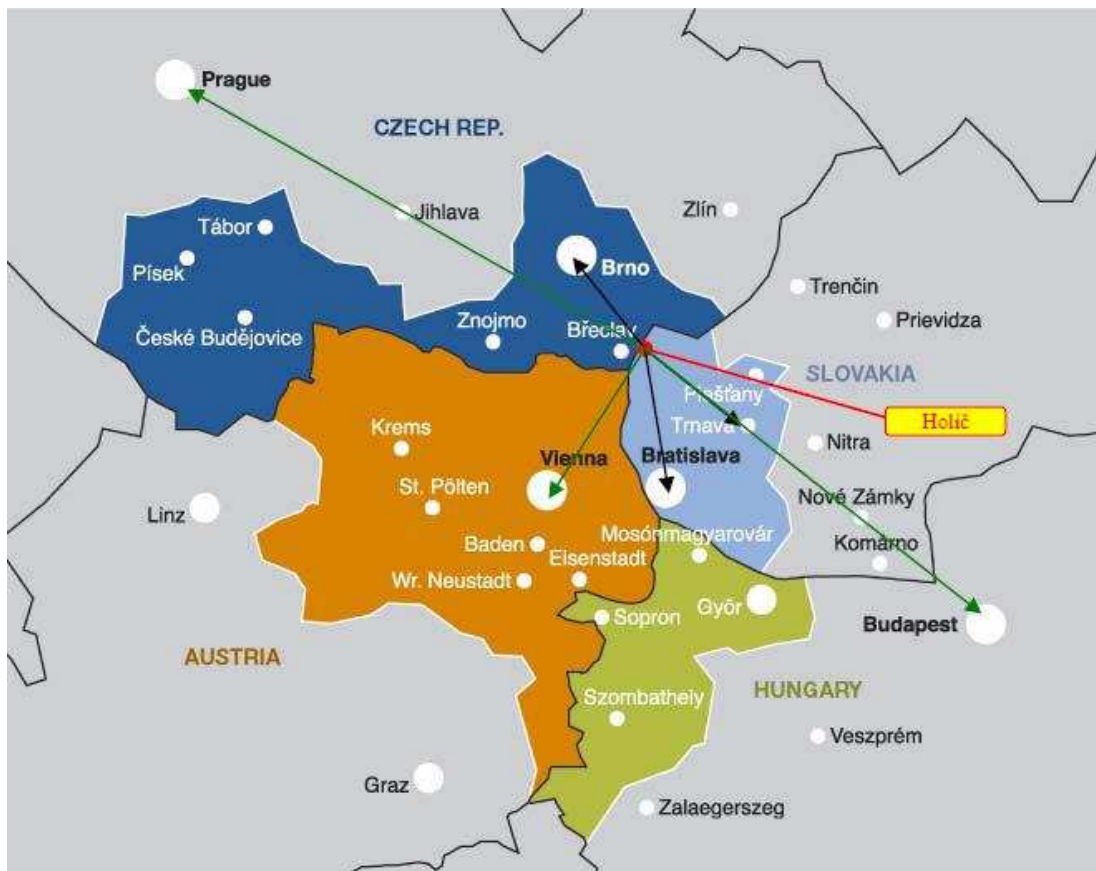 Prague
CZECH REP.
Jihlava
Zlín
Tábor
Písek
Brno
Trenčín
České Budějovice
Znojmo
Břeclav
Prievidza
SLOVAKIA
Piešťany
Holíč
Krems
Trnava
Nitra
Vienna
Bratislava
St. Pölten
Nové Zámky
Linz
Mosónmagyarovár
Komárno
Baden
Eisenstadt
Wr. Neustadt
Győr
Sopron
Budapest
AUSTRIA
HUNGARY
Szombathely
Veszprém
Graz
Zalaegerszeg